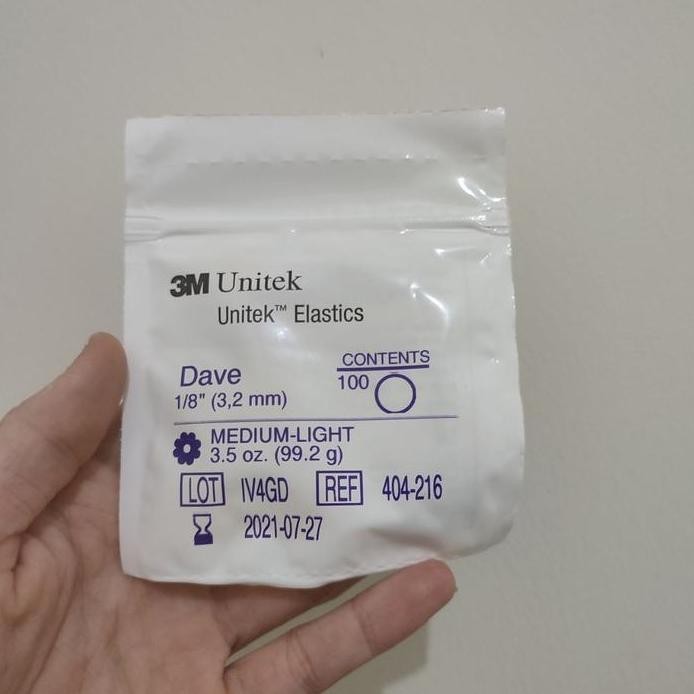 3M Unitek
Unitek™ Elastics
Dave
1/8" (3,2 mm)
CONTENTS
100
MEDIUM-LIGHT
3.5 oz. (99.2 g)
LOT IV4GD REF 404-216
2021-07-27